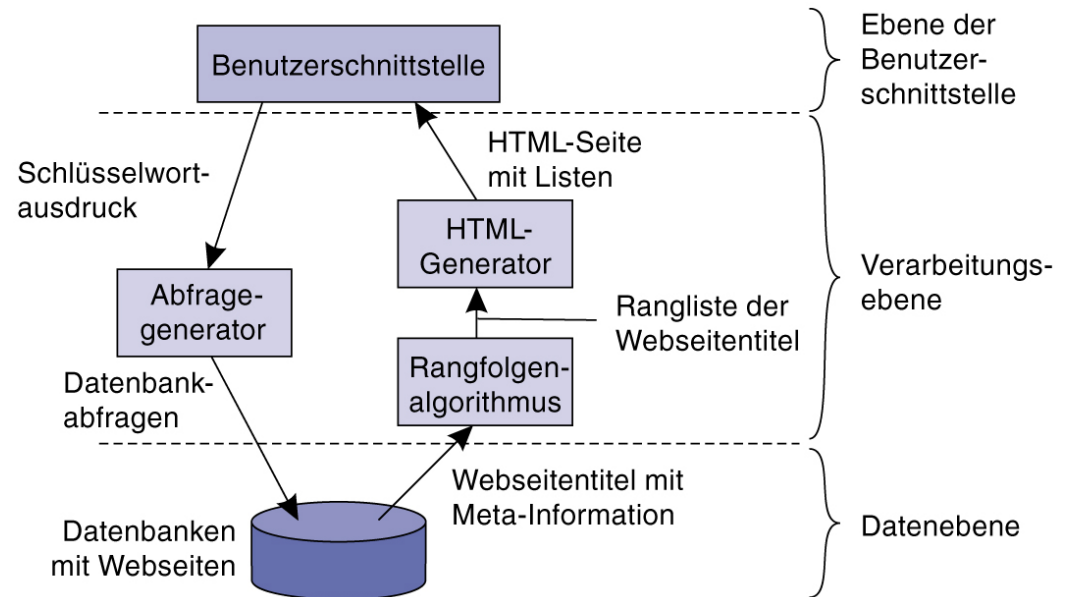 Benutzerschnittstelle
Ebene der
Benutzer-
schnittstelle
Schlüsselwort-
ausdruck
HTML-Seite
mit Listen
HTML-
Generator
Abfrage-
generator
Rangliste der
Webseitentitel
Verarbeitungs-
ebene
Rangfolgen-
algorithmus
Datenbank-
abfragen
Webseitentitel mit
Meta-Information
Datenbanken
mit Webseiten
Datenebene